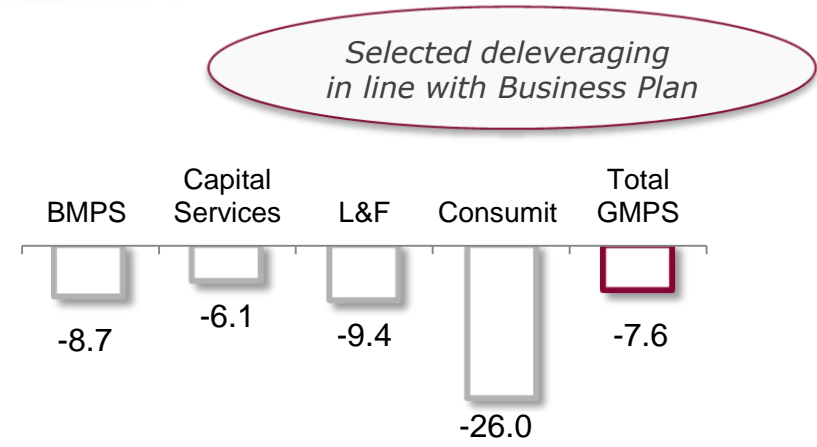 Selected deleveraging
in line with Business Plan
BMPS
Capital
Services
L&F
Consumit
Total
GMPS
-8.7
-6.1
-9.4
-26.0
-7.6